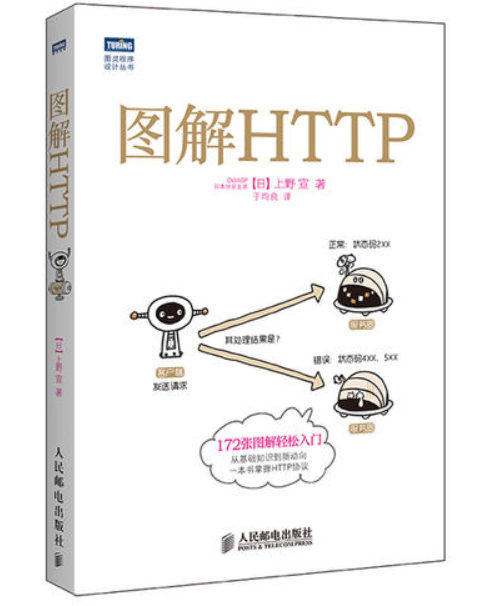 TURING
图灵程序
设计丛书
图解HTTP
OWASP
日本分会主席
【日】上野 宣 著
于均良 译
正常：状态码2XX
服务器
其处理结果是？
客户端
发送请求
错误：状态码4XX、5XX
服务器
172张图解轻松入门
从基础知识到新动向
一本书掌握HTTP协议
人民邮电出版社
POSTS & TELECOM PRESS
图解HTTP
【日】上野 宣 著
人民邮电出版社